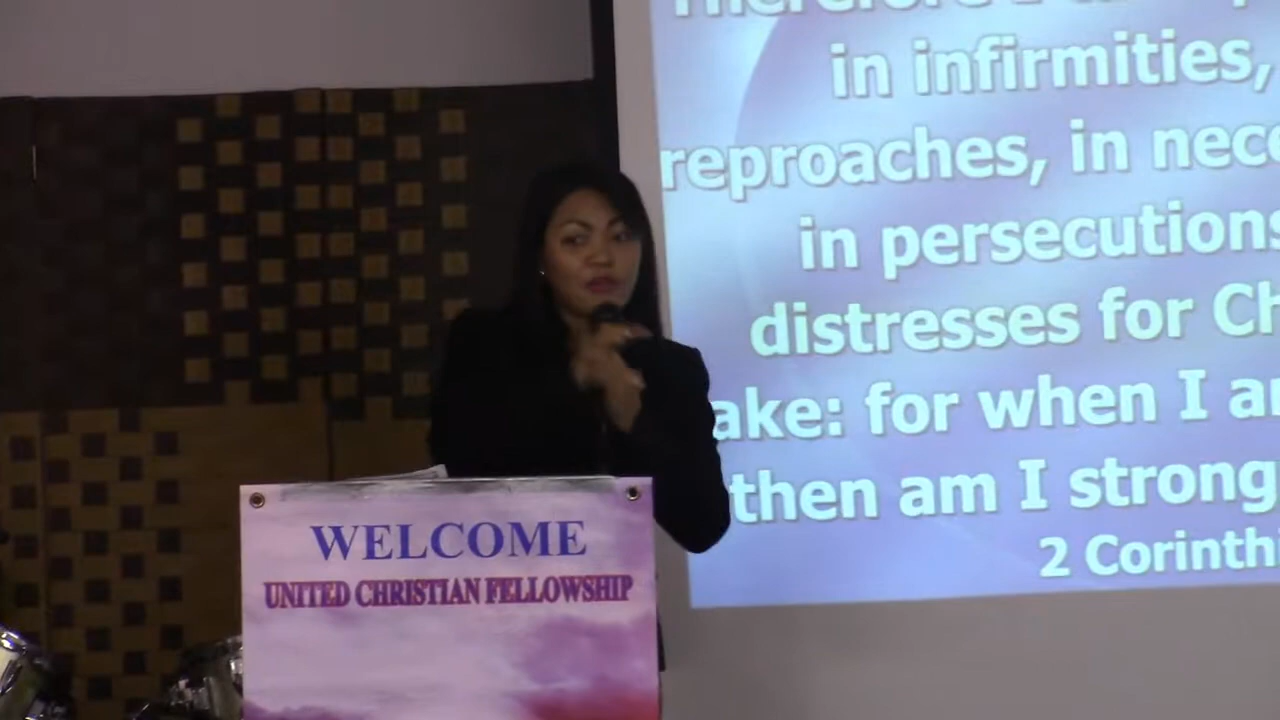 Therefore I
in infirmities,
reproaches, in nece
in persecutions
distresses for Ch
ake: for when I a
then am I strong
2 Corinthi
WELCOME
UNITED CHRISTIAN FELLOWSHIP